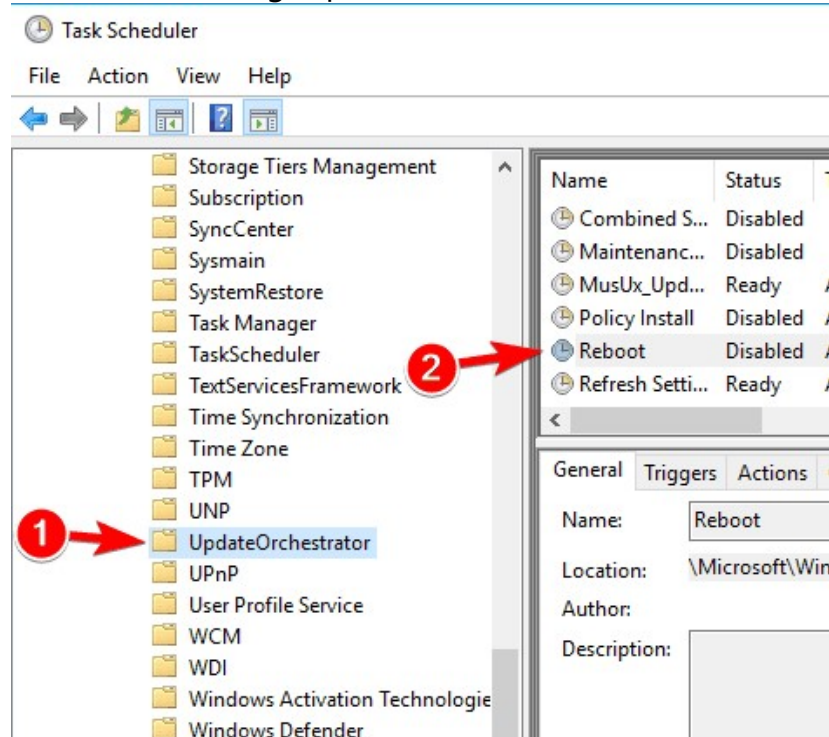 Task Scheduler
File Action View Help
Storage Tiers Management
Subscription
SyncCenter
Sysmain
SystemRestore
Task Manager
TaskScheduler
TextServicesFramework
Time Synchronization
Time Zone
TPM
UNP
UpdateOrchestrator
UPnP
User Profile Service
WCM
WDI
Windows Activation Technologie
Windows Defender
1
2
Name Status
Combined S... Disabled
Maintenanc... Disabled
MusUx_Upd... Ready
Policy Install Disabled
Reboot Disabled
Refresh Setti... Ready
General Triggers Actions
Name: Reboot
Location: \Microsoft\Win
Author:
Description: